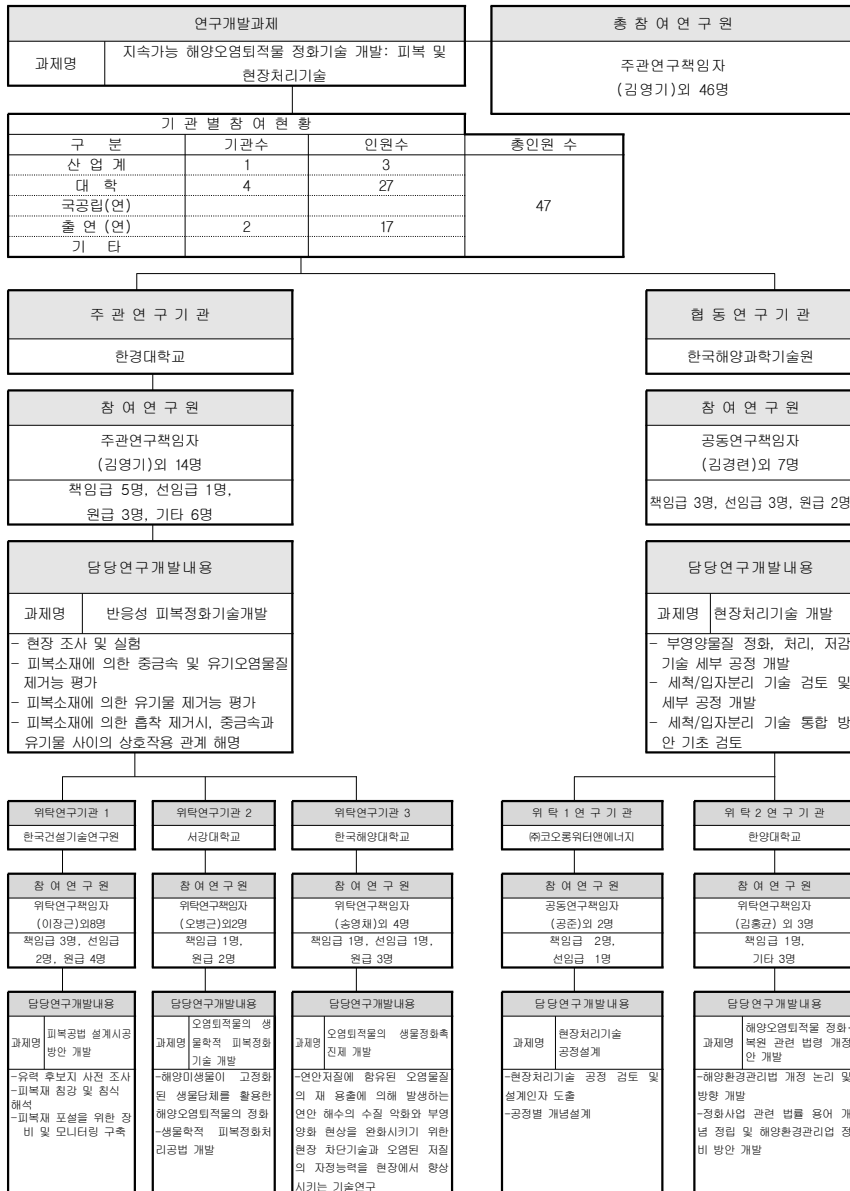 연구개발과제
총 참 여 연 구 원
과제명
지속가능 해양오염퇴적물 정화기술 개발: 피복 및
현장처리기술
주관연구책임자
(김영기)외 46명
기 관 별 참 여 현 황
구 분 기관수 인원수 총인원 수
산 업 계 1 3
대 학 4 27
국공립(연)
47
출 연 (연) 2 17
기 타
주 관 연 구 기 관
한경대학교
참 여 연 구 원
주관연구책임자
(김영기)외 14명
책임급 5명, 선임급 1명,
원급 3명, 기타 6명
담당연구개발내용
과제명 반응성 피복정화기술개발
- 현장 조사 및 실험
- 피복소재에 의한 중금속 및 유기오염물질
제거능 평가
- 피복소재에 의한 유기물 제거능 평가
- 피복소재에 의한 흡착 제거시, 중금속과
유기물 사이의 상호작용 관계 해명
협 동 연 구 기 관
한국해양과학기술원
참 여 연 구 원
공동연구책임자
(김경련)외 7명
책임급 3명, 선임급 3명, 원급 2명
담당연구개발내용
과제명 현장처리기술 개발
- 부영양물질 정화, 처리, 저감
기술 세부 공정 개발
- 세척/입자분리 기술 검토 및
세부 공정 개발
- 세척/입자분리 기술 통합 방
안 기초 검토
위탁연구기관 1
한국건설기술연구원
참 여 연 구 원
위탁연구책임자
(이장근)외8명
책임급 3명, 선임급
2명, 원급 4명
담당연구개발내용
과제명
피복공법 설계시공
방안 개발
-유력 후보지 사전 조사
-피복재 침강 및 침식
해석
-피복재 포설을 위한 장
비 및 모니터링 구축
위탁연구기관 2
서강대학교
참 여 연 구 원
위탁연구책임자
(오병근)외2명
책임급 1명,
원급 2명
담당연구개발내용
과제명
오염퇴적물의 생
물학적 피복정화
기술 개발
-해양미생물이 고정화
된 생물담체를 활용한
해양오염퇴적물의 정화
-생물학적 피복정화처
리공법 개발
위탁연구기관 3
한국해양대학교
참 여 연 구 원
위탁연구책임자
(송영채)외 4명
책임급 1명, 선임급 1명,
원급 3명
담당연구개발내용
과제명
오염퇴적물의 생물정화촉
진제 개발
-연안저질에 함유된 오염물질
의 재 용출에 의해 발생하는
연안 해수의 수질 악화와 부영
양화 현상을 완화시키기 위한
현장 차단기술과 오염된 저질
의 자정능력을 현장에서 향상
시키는 기술연구
위 탁 1 연 구 기 관
㈜코오롱워터앤에너지
참 여 연 구 원
공동연구책임자
(공준)외 2명
책임급 2명,
선임급 1명
담당연구개발내용
과제명
현장처리기술
공정설계
-현장처리기술 공정 검토 및
설계인자 도출
-공정별 개념설계
위 탁 2 연 구 기 관
한양대학교
참 여 연 구 원
위탁연구책임자
(김홍균) 외 3명
책임급 1명,
기타 3명
담당연구개발내용
과제명
해양오염퇴적물 정화·
복원 관련 법령 개정
안 개발
-해양환경관리법 개정 논리 및
방향 개발
-정화사업 관련 법률 용어 개
념 정립 및 해양환경관리업 정
비 방안 개발